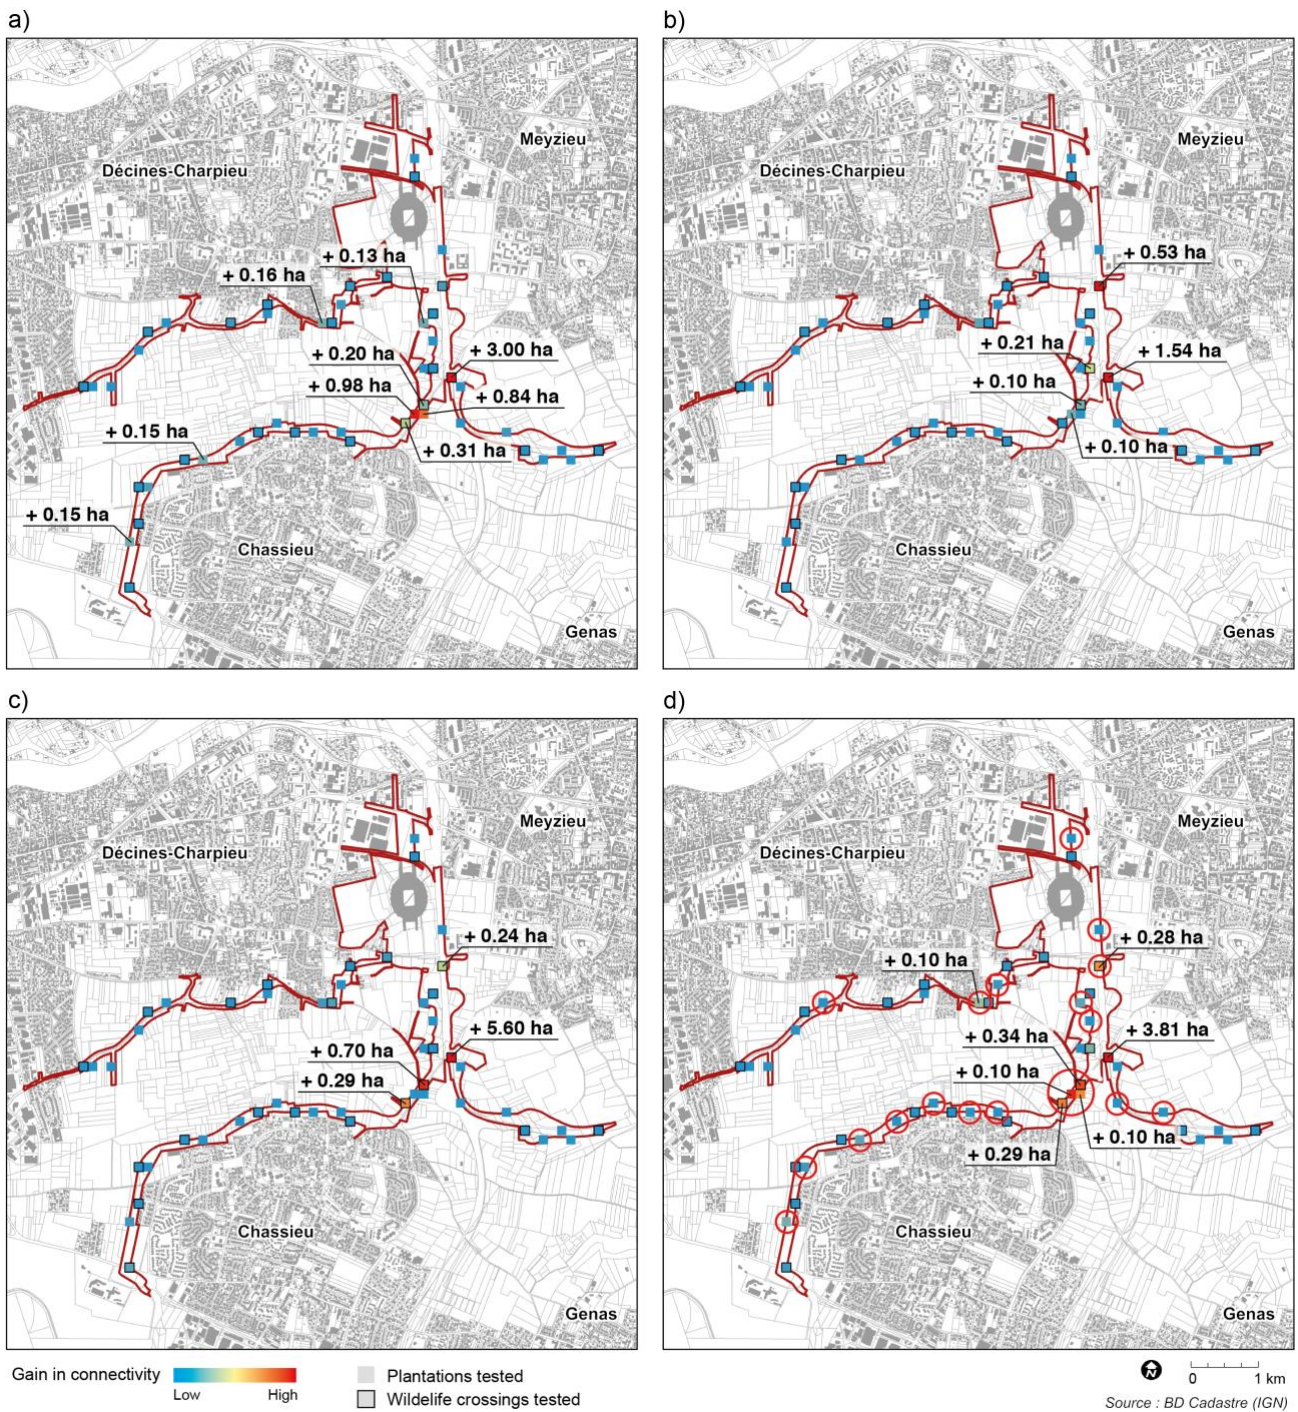 a)
b)
Meyzieu
Décines-Charpieu
+ 0.13 ha
+ 0.16 ha
+ 0.20 ha
+ 3.00 ha
+ 0.98 ha
+ 0.84 ha
+ 0.15 ha
+ 0.31 ha
+ 0.15 ha
Chassieu
Genas
Meyzieu
Décines-Charpieu
+ 0.53 ha
+ 0.21 ha
+ 1.54 ha
+ 0.10 ha
+ 0.10 ha
Chassieu
Genas
c)
d)
Meyzieu
Décines-Charpieu
+ 0.24 ha
+ 5.60 ha
+ 0.70 ha
+ 0.29 ha
Chassieu
Genas
Meyzieu
Décines-Charpieu
+ 0.28 ha
+ 0.10 ha
+ 0.34 ha
+ 3.81 ha
+ 0.10 ha
+ 0.10 ha
+ 0.29 ha
Chassieu
Genas
Gain in connectivity
Low
High
Plantations tested
Wildelife crossings tested
N
0
1 km
Source : BD Cadastre (IGN)